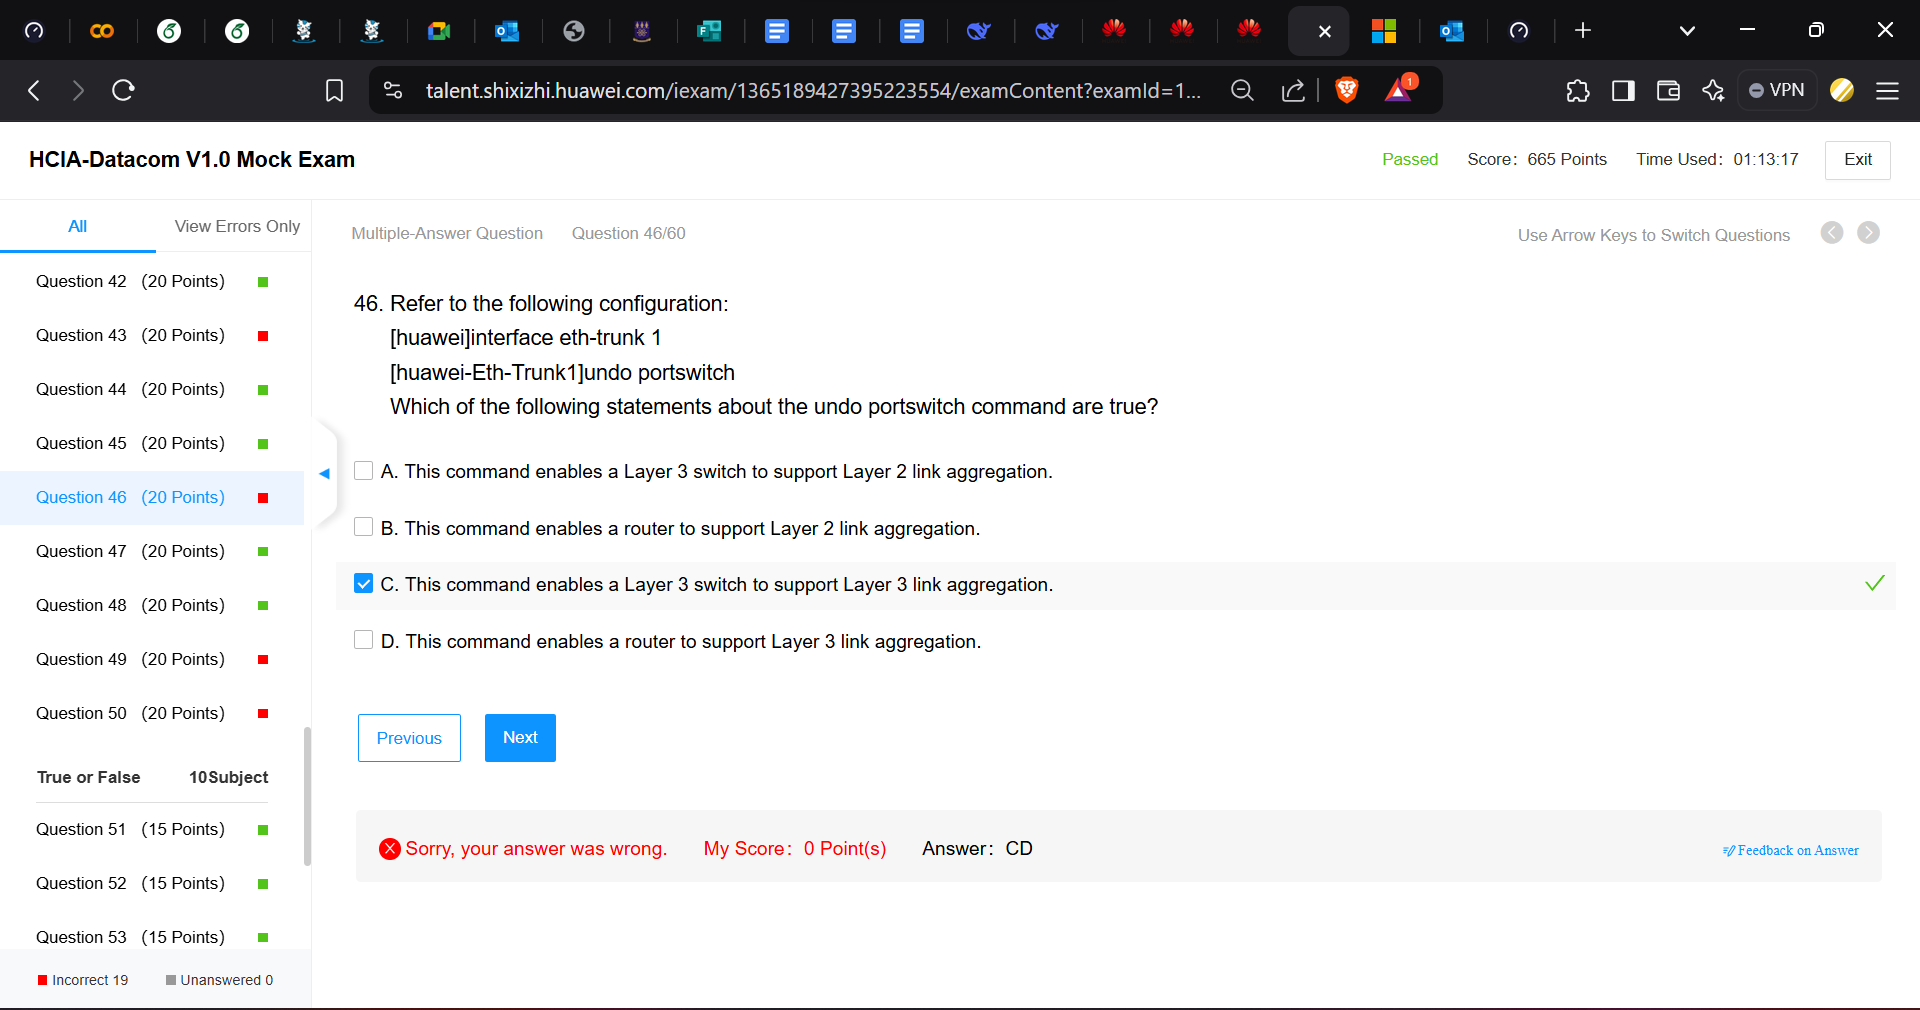 talent.shixizhi.huawei.com/iexam/1365189427395223554/examContent?examId=1...
1
VPN
HCIA-Datacom V1.0 Mock Exam
Passed
Score: 665 Points
Time Used: 01:13:17
Exit
All
View Errors Only
Multiple-Answer Question
Question 46/60
Use Arrow Keys to Switch Questions
Question 42 (20 Points)
Question 43 (20 Points)
Question 44 (20 Points)
Question 45 (20 Points)
Question 46 (20 Points)
Question 47 (20 Points)
Question 48 (20 Points)
Question 49 (20 Points)
Question 50 (20 Points)
True or False 10Subject
Question 51 (15 Points)
Question 52 (15 Points)
Question 53 (15 Points)
Incorrect 19
Unanswered 0
46. Refer to the following configuration:
[huawei]interface eth-trunk 1
[huawei-Eth-Trunk1]undo portswitch
Which of the following statements about the undo portswitch command are true?
A. This command enables a Layer 3 switch to support Layer 2 link aggregation.
B. This command enables a router to support Layer 2 link aggregation.
C. This command enables a Layer 3 switch to support Layer 3 link aggregation.
D. This command enables a router to support Layer 3 link aggregation.
Previous
Next
Sorry, your answer was wrong.
My Score: 0 Point(s)
Answer: CD
Feedback on Answer